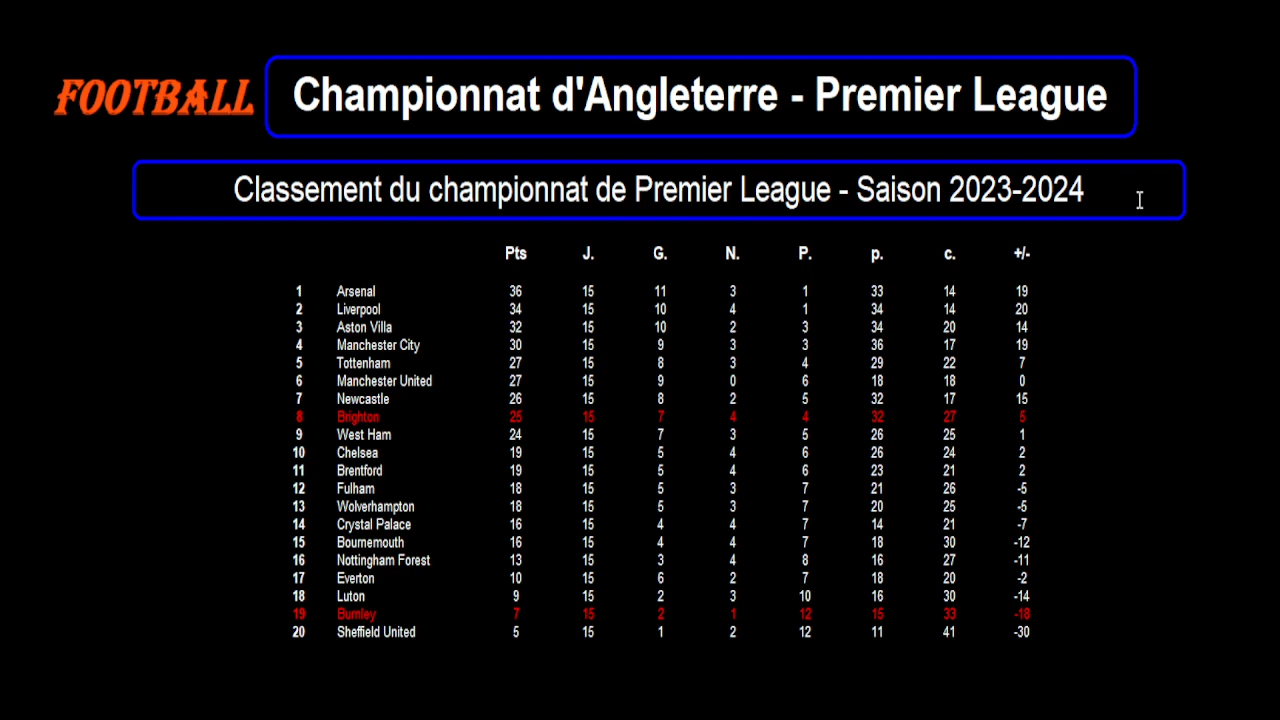 FOOTBALL Championnat d'Angleterre - Premier League
Classement du championnat de Premier League - Saison 2023-2024
Pts J. G. N. P. p. c. +/-
1 Arsenal 36 15 11 3 1 33 14 19
2 Liverpool 34 15 10 4 1 34 14 20
3 Aston Villa 32 15 10 2 3 34 20 14
4 Manchester City 30 15 9 3 3 36 17 19
5 Tottenham 27 15 8 3 4 29 22 7
6 Manchester United 27 15 9 0 6 18 18 0
7 Newcastle 26 15 8 2 5 32 17 15
8 Brighton 25 15 7 4 4 32 27 5
9 West Ham 24 15 7 3 5 26 25 1
10 Chelsea 19 15 5 4 6 26 24 2
11 Brentford 19 15 5 4 6 23 21 2
12 Fulham 18 15 5 3 7 21 26 -5
13 Wolverhampton 18 15 5 3 7 20 25 -5
14 Crystal Palace 16 15 4 4 7 14 21 -7
15 Bournemouth 16 15 4 4 7 18 30 -12
16 Nottingham Forest 13 15 3 4 8 16 27 -11
17 Everton 10 15 6 2 7 18 20 -2
18 Luton 9 15 2 3 10 16 30 -14
19 Burnley 7 15 2 1 12 15 33 -18
20 Sheffield United 5 15 1 2 12 11 41 -30